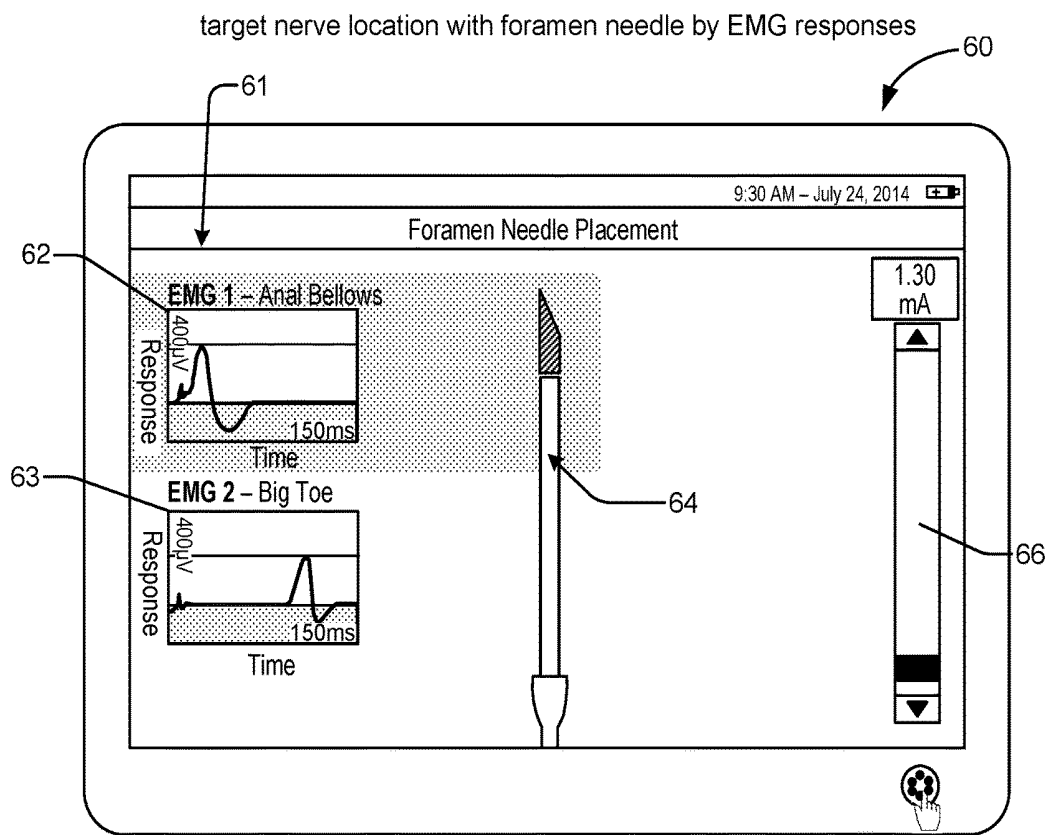 target nerve location with foramen needle by EMG responses
60
61
9:30 AM – July 24, 2014
Foramen Needle Placement
62
EMG 1 – Anal Bellows
1.30
mA
400μV
Response
150ms
Time
63
EMG 2 – Big Toe
64
400μV
Response
66
150ms
Time